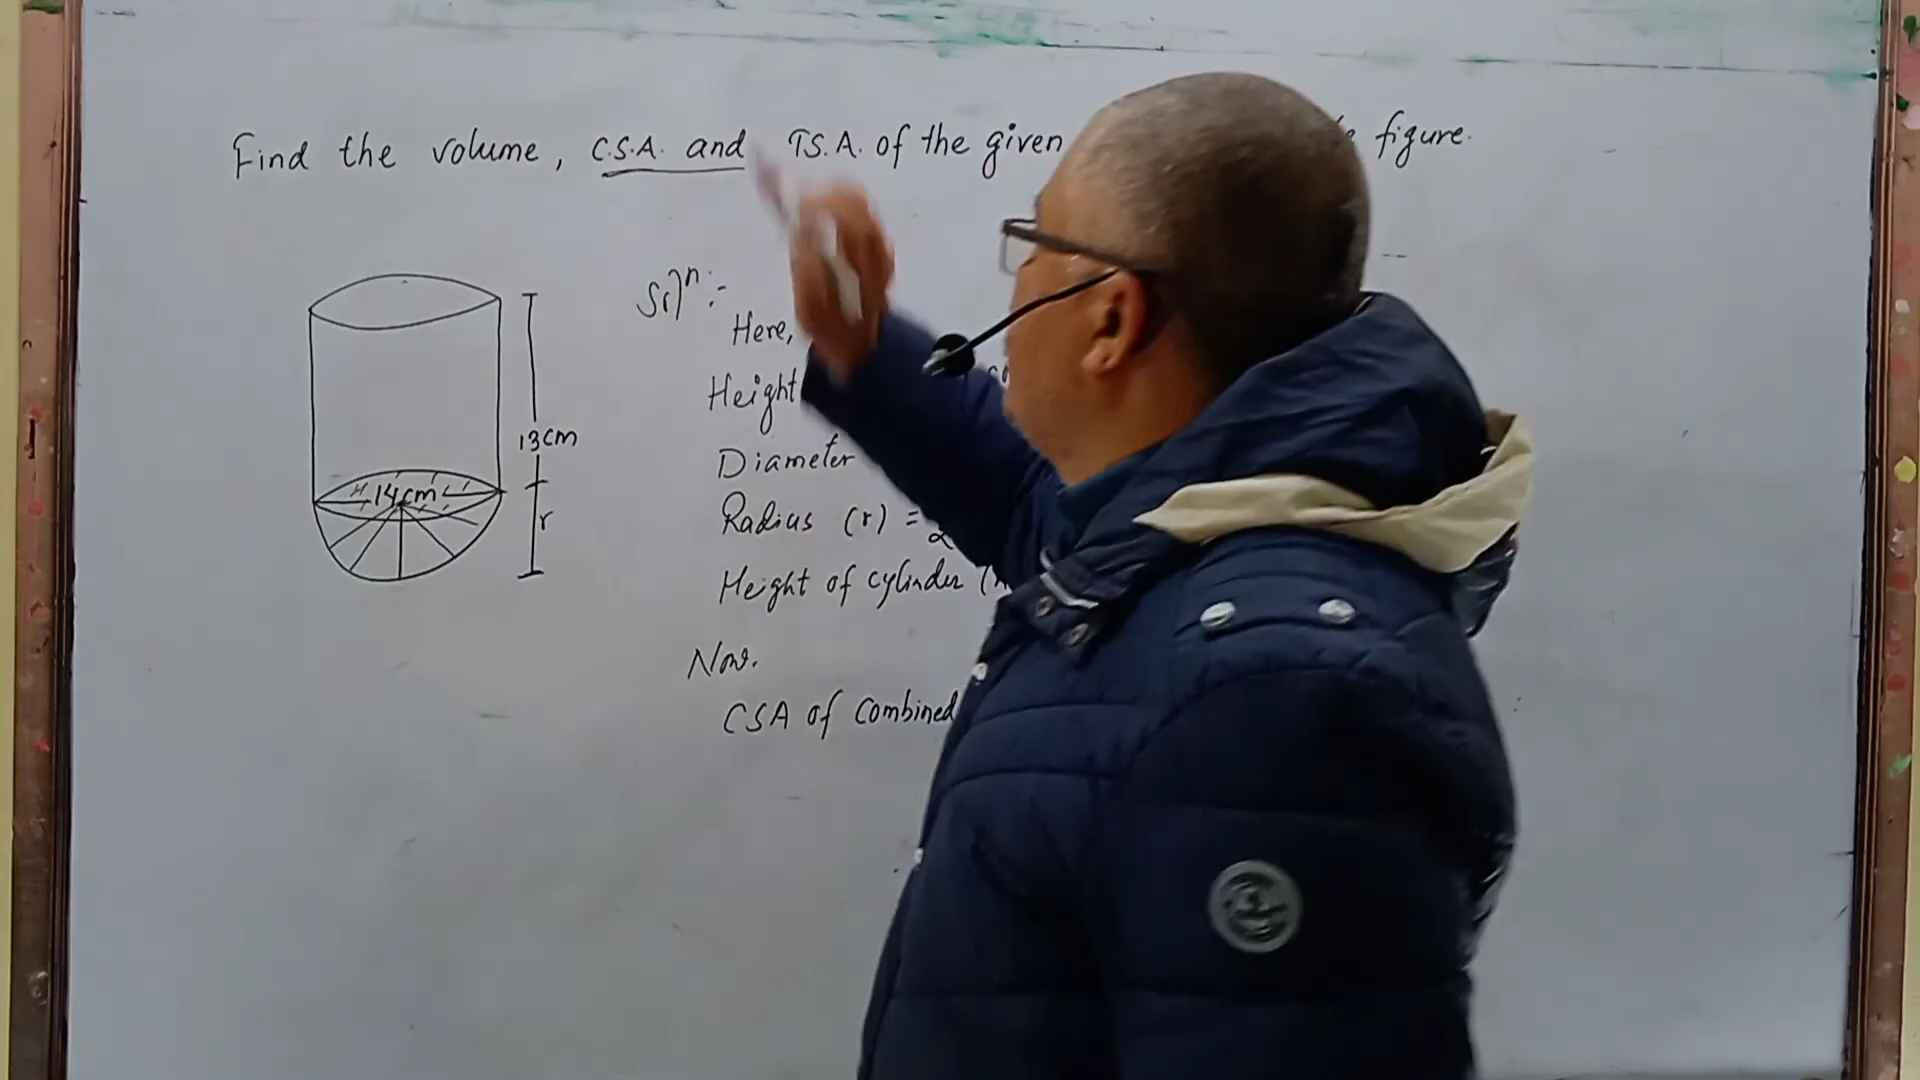 Find the volume, C.S.A. and T.S.A. of the given figure.
Sol^n :-
Here,
Height
13cm
Diameter
14cm
Radius (r) =
r
Height of cylinder (h
Now.
CSA of Combined